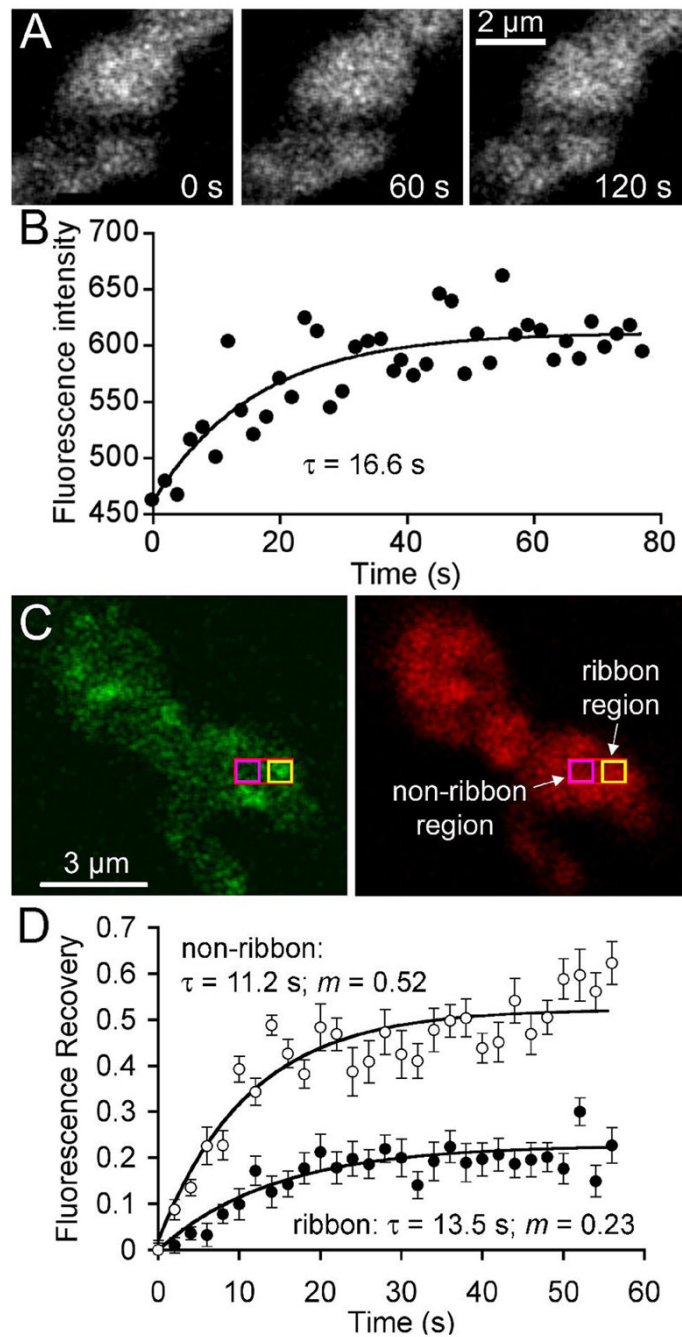 A
2 μm
0 s
60 s
120 s
B
700
650
600
550
500
450
Fluorescence intensity
τ = 16.6 s
0
20
40
60
80
Time (s)
C
3 μm
ribbon
region
non-ribbon
region
D
0.7
0.6
0.5
0.4
0.3
0.2
0.1
0
Fluorescence Recovery
non-ribbon:
τ = 11.2 s; m = 0.52
ribbon: τ = 13.5 s; m = 0.23
0
10
20
30
40
50
60
Time (s)